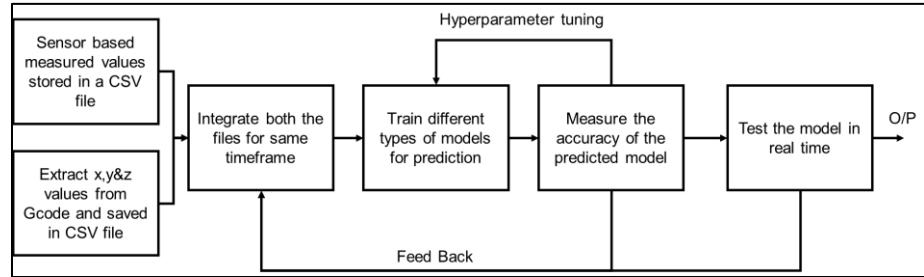 Hyperparameter tuning
Sensor based
measured values
stored in a CSV
file
Extract x,y&z
values from
Gcode and saved
in CSV file
Integrate both the
files for same
timeframe
Train different
types of models
for prediction
Measure the
accuracy of the
predicted model
Test the model in
real time
O/P
Feed Back